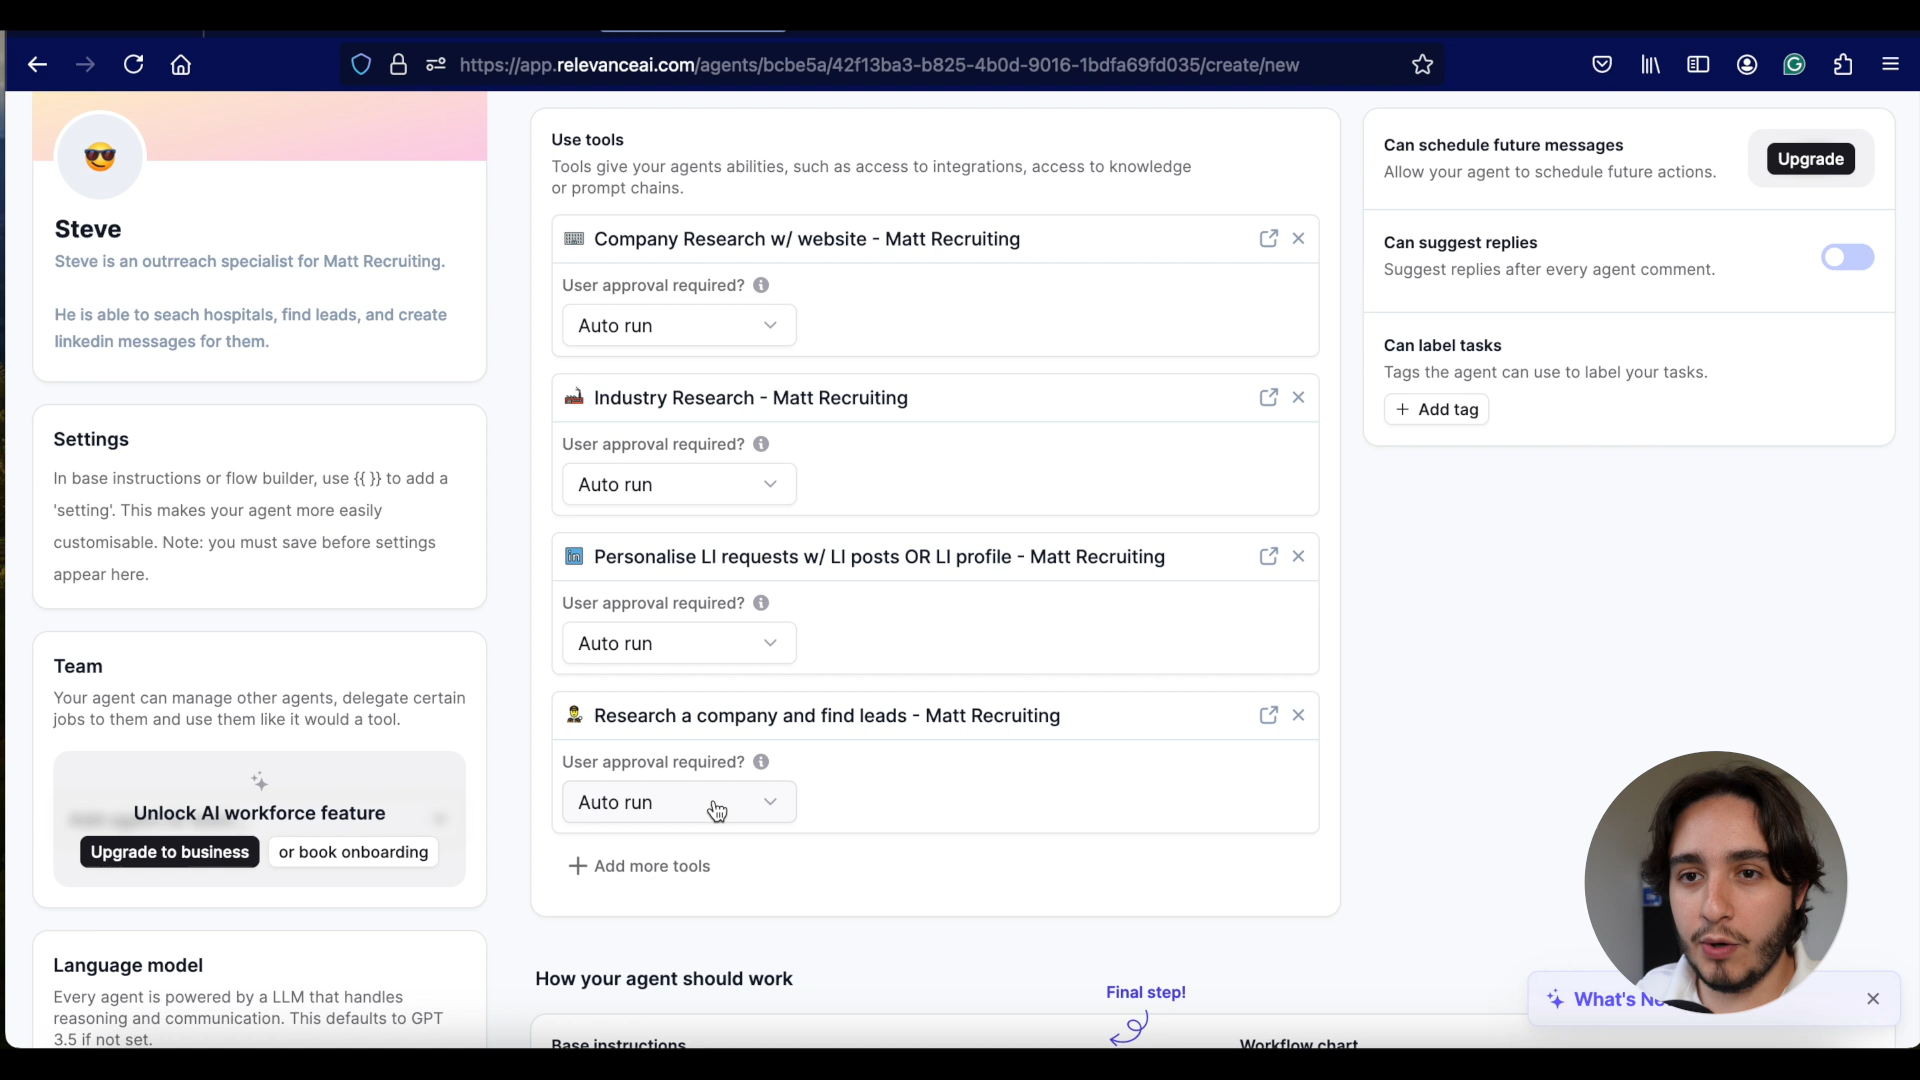 https://app.relevanceai.com/agents/bcbe5a/42f13ba3-b825-4b0d-9016-1bdfa69fd035/create/new
Steve
Steve is an outrreach specialist for Matt Recruiting.
He is able to seach hospitals, find leads, and create
linkedin messages for them.
Settings
In base instructions or flow builder, use {{ }} to add a
'setting'. This makes your agent more easily
customisable. Note: you must save before settings
appear here.
Team
Your agent can manage other agents, delegate certain
jobs to them and use them like it would a tool.
Unlock AI workforce feature
Upgrade to business
or book onboarding
Language model
Every agent is powered by a LLM that handles
reasoning and communication. This defaults to GPT
3.5 if not set.
Use tools
Tools give your agents abilities, such as access to integrations, access to knowledge
or prompt chains.
Company Research w/ website - Matt Recruiting
User approval required?
Auto run
Industry Research - Matt Recruiting
User approval required?
Auto run
Personalise LI requests w/ LI posts OR LI profile - Matt Recruiting
User approval required?
Auto run
Research a company and find leads - Matt Recruiting
User approval required?
Auto run
+ Add more tools
How your agent should work
Final step!
Base instructions
Workflow chart
Can schedule future messages
Allow your agent to schedule future actions.
Upgrade
Can suggest replies
Suggest replies after every agent comment.
Can label tasks
Tags the agent can use to label your tasks.
+ Add tag
What's